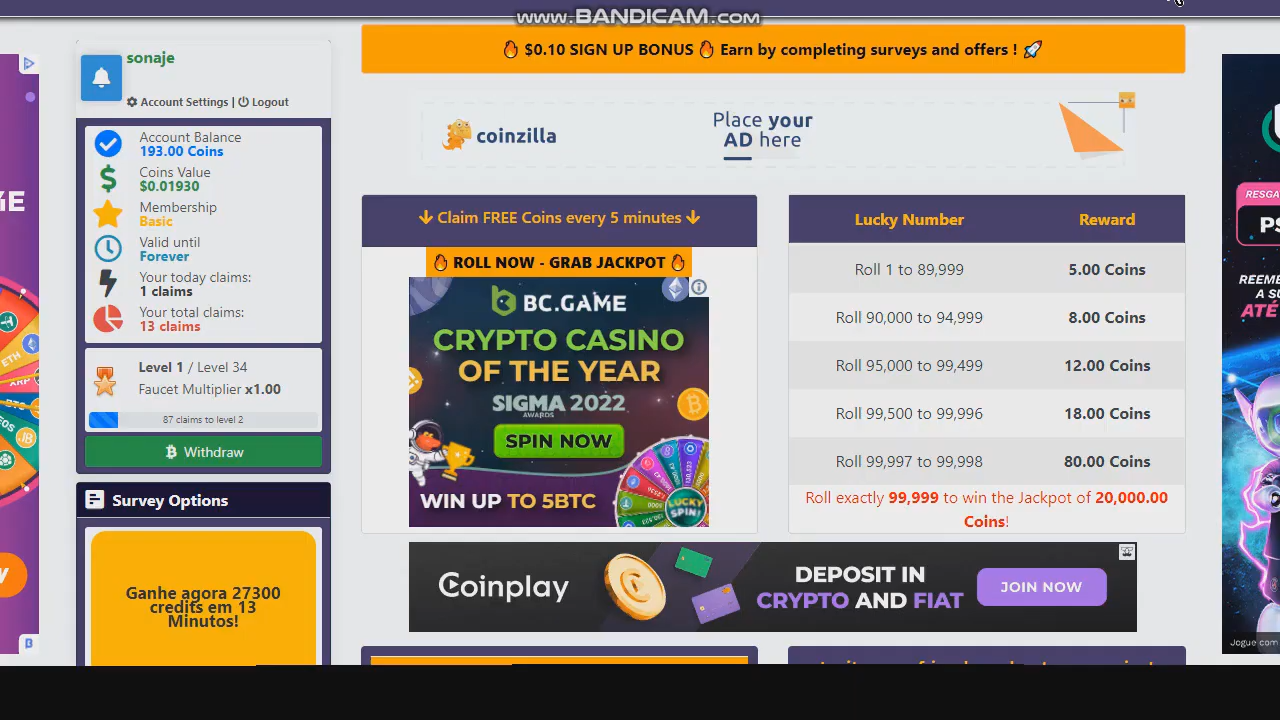 www.BANDICAM.com
sonaje
Account Settings | Logout
Account Balance
193.00 Coins
Coins Value
$0.01930
Membership
Basic
Valid until
Forever
Your today claims:
1 claims
Your total claims:
13 claims
Level 1 / Level 34
Faucet Multiplier x1.00
87 claims to level 2
Withdraw
Survey Options
Ganhe agora 27300
credits em 13
Minutos!
🔥 $0.10 SIGN UP BONUS 🔥 Earn by completing surveys and offers ! 🚀
coinzilla
Place your
AD here
↓ Claim FREE Coins every 5 minutes ↓
🔥 ROLL NOW - GRAB JACKPOT 🔥
BC.GAME
CRYPTO CASINO
OF THE YEAR
SIGMA 2022
AWARDS
SPIN NOW
WIN UP TO 5BTC
LUCKY
SPIN!
Lucky Number Reward
Roll 1 to 89,999 5.00 Coins
Roll 90,000 to 94,999 8.00 Coins
Roll 95,000 to 99,499 12.00 Coins
Roll 99,500 to 99,996 18.00 Coins
Roll 99,997 to 99,998 80.00 Coins
Roll exactly 99,999 to win the Jackpot of 20,000.00
Coins!
Coinplay
DEPOSIT IN
CRYPTO AND FIAT
JOIN NOW
ETH
BTC
RESGA
PS
REEME
A S
ATÉ
Jogue.com